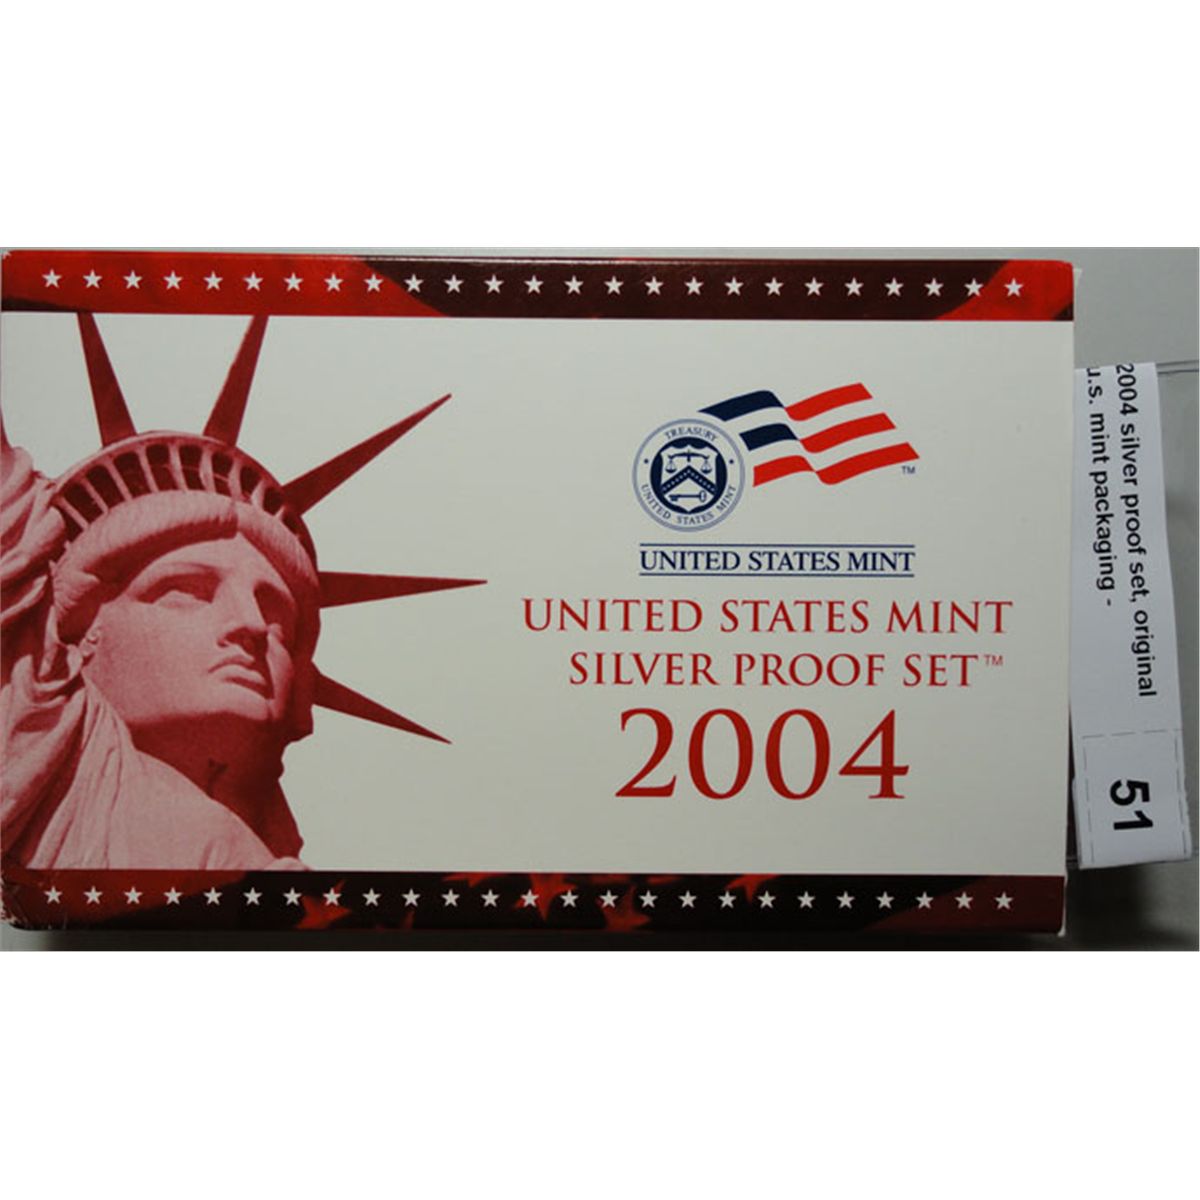 TREASURY
UNITED STATES MINT
TM
UNITED STATES MINT
UNITED STATES MINT
SILVER PROOF SET™
2004
2004 silver proof set, original
u.s. mint packaging -
51